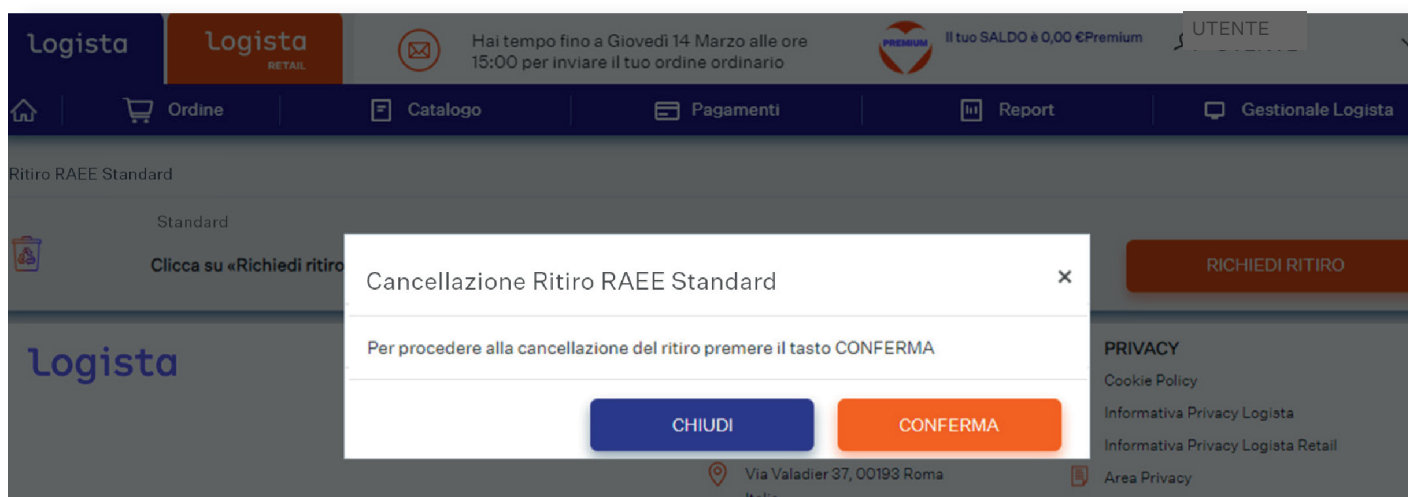 Logista
Logista
RETAIL
Hai tempo fino a Giovedì 14 Marzo alle ore
15:00 per inviare il tuo ordine ordinario
PREMIUM
Il tuo SALDO è 0,00 €Premium
UTENTE
Ordine
Catalogo
Pagamenti
Report
Gestionale Logista
Ritiro RAEE Standard
Standard
Clicca su «Richiedi ritiro
RICHIEDI RITIRO
Cancellazione Ritiro RAEE Standard
×
Per procedere alla cancellazione del ritiro premere il tasto CONFERMA
CHIUDI
CONFERMA
Logista
Via Valadier 37, 00193 Roma
PRIVACY
Cookie Policy
Informativa Privacy Logista
Informativa Privacy Logista Retail
Area Privacy